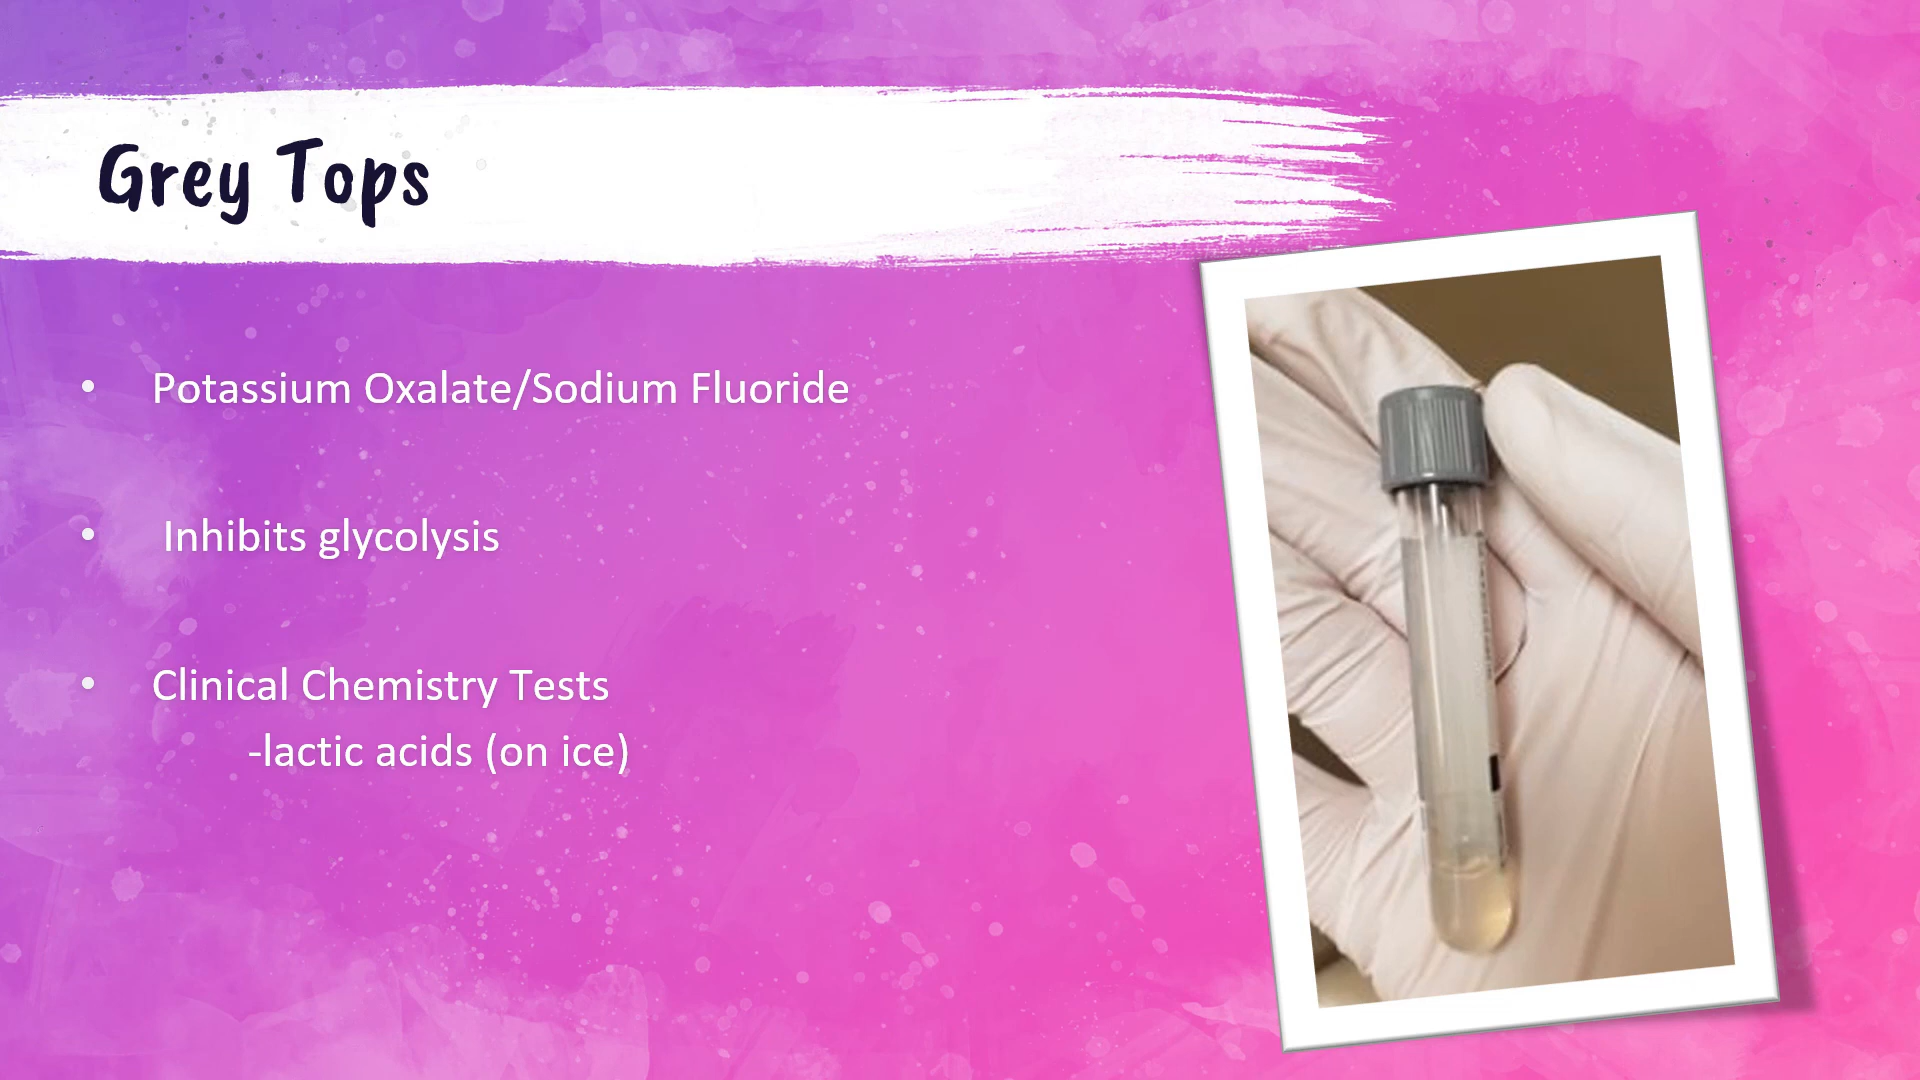 Grey Tops
• Potassium Oxalate/Sodium Fluoride
• Inhibits glycolysis
• Clinical Chemistry Tests
-lactic acids (on ice)